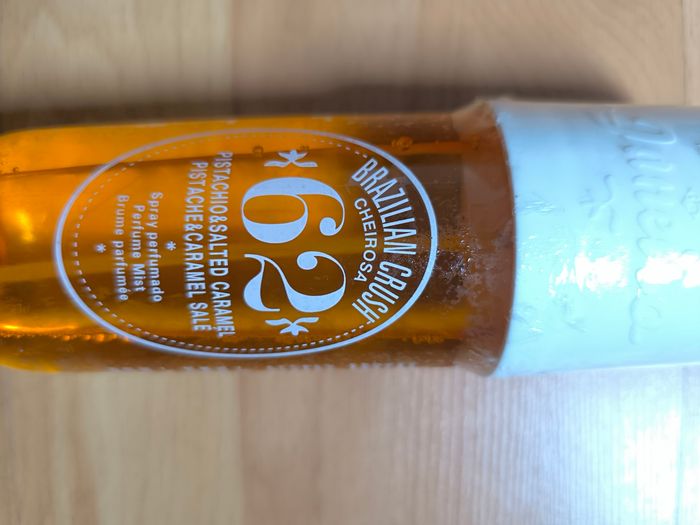 BRAZILIAN CRUSH
CHEIROSA
62
PISTACHIO&SALTED CARAMEL
PISTACHE&CARAMEL SALÉ
Spray perfumado
Perfume Mist
Brume parfumée